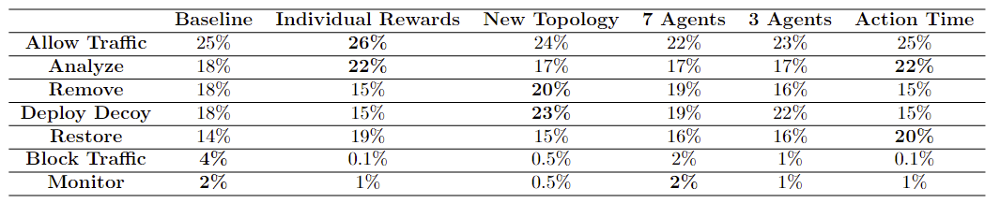 Baseline Individual Rewards New Topology 7 Agents 3 Agents Action Time
Allow Traffic 25% 26% 24% 22% 23% 25%
Analyze 18% 22% 17% 17% 17% 22%
Remove 18% 15% 20% 19% 16% 15%
Deploy Decoy 18% 15% 23% 19% 22% 15%
Restore 14% 19% 15% 16% 16% 20%
Block Traffic 4% 0.1% 0.5% 2% 1% 0.1%
Monitor 2% 1% 0.5% 2% 1% 1%